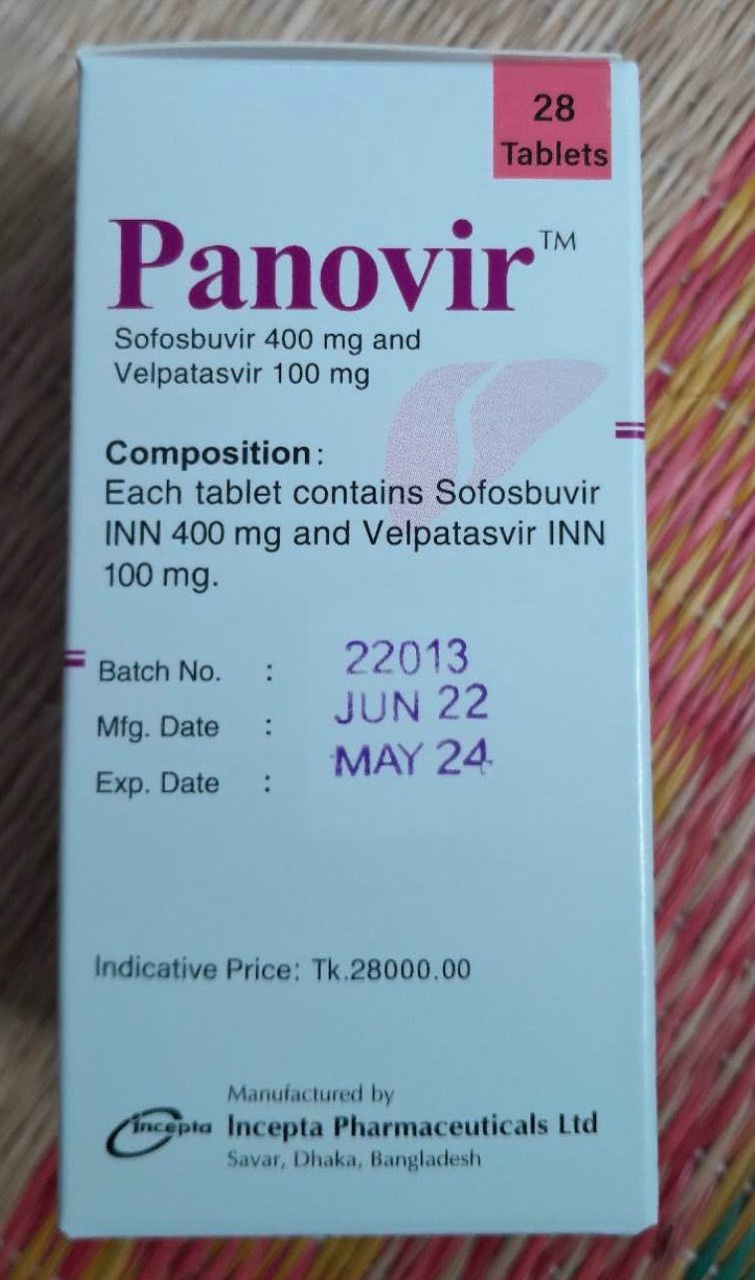 28
Tablets
Panovir™
Sofosbuvir 400 mg and
Velpatasvir 100 mg
Composition:
Each tablet contains Sofosbuvir
INN 400 mg and Velpatasvir INN
100 mg.
Batch No. : 22013
Mfg. Date : JUN 22
Exp. Date : MAY 24
Indicative Price: Tk.28000.00
Manufactured by
Incepta Incepta Pharmaceuticals Ltd
Savar, Dhaka, Bangladesh